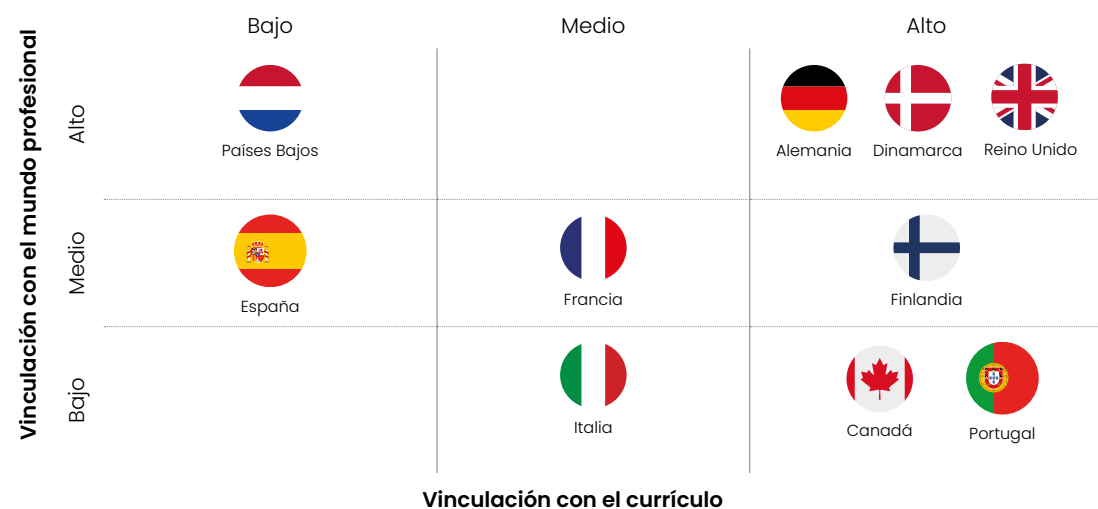 Bajo
Medio
Alto
Vinculación con el mundo profesional
Alto
Países Bajos
Alemania
Dinamarca
Reino Unido
Medio
España
Francia
Finlandia
Bajo
Italia
Canadá
Portugal
Vinculación con el currículo